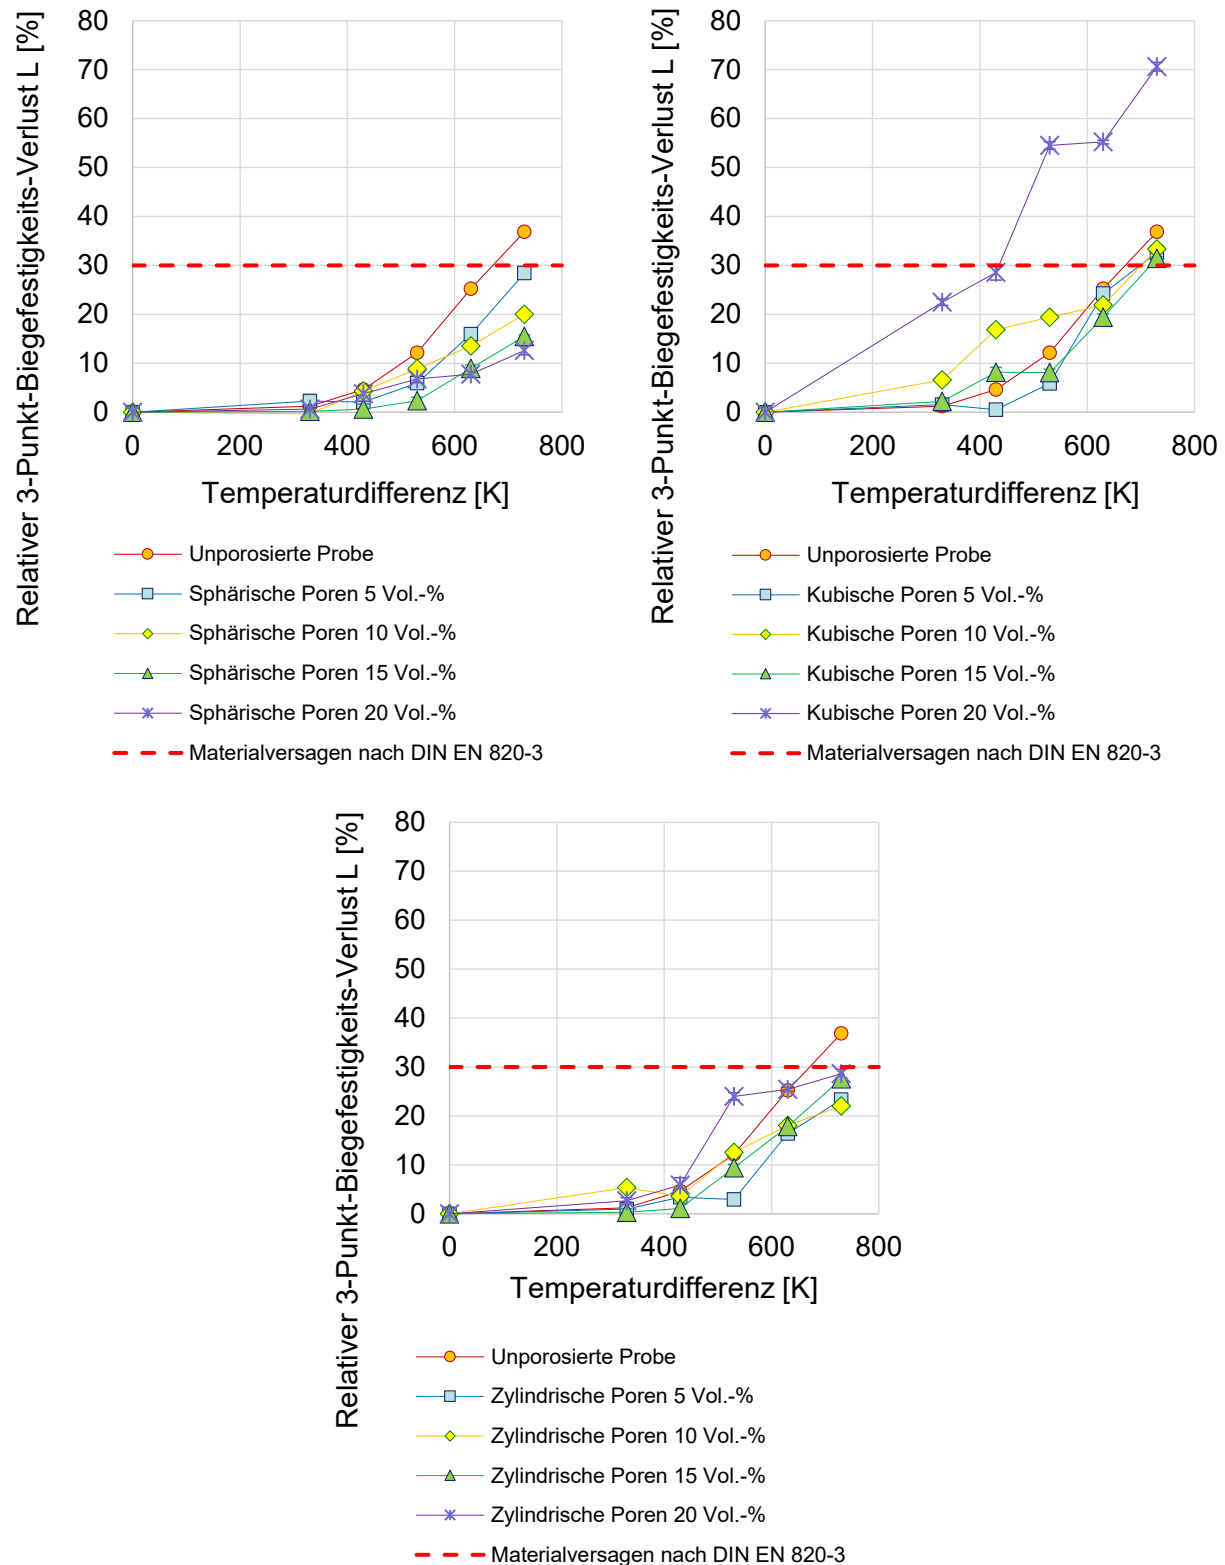 Relativer 3-Punkt-Biegefestigkeits-Verlust L [%]
80
70
60
50
40
30
20
10
0
0 200 400 600 800
Temperaturdifferenz [K]
Unporosierte Probe
Sphärische Poren 5 Vol.-%
Sphärische Poren 10 Vol.-%
Sphärische Poren 15 Vol.-%
Sphärische Poren 20 Vol.-%
Materialversagen nach DIN EN 820-3
Relativer 3-Punkt-Biegefestigkeits-Verlust L [%]
80
70
60
50
40
30
20
10
0
0 200 400 600 800
Temperaturdifferenz [K]
Unporosierte Probe
Kubische Poren 5 Vol.-%
Kubische Poren 10 Vol.-%
Kubische Poren 15 Vol.-%
Kubische Poren 20 Vol.-%
Materialversagen nach DIN EN 820-3
Relativer 3-Punkt-Biegefestigkeits-Verlust L [%]
80
70
60
50
40
30
20
10
0
0 200 400 600 800
Temperaturdifferenz [K]
Unporosierte Probe
Zylindrische Poren 5 Vol.-%
Zylindrische Poren 10 Vol.-%
Zylindrische Poren 15 Vol.-%
Zylindrische Poren 20 Vol.-%
Materialversagen nach DIN EN 820-3